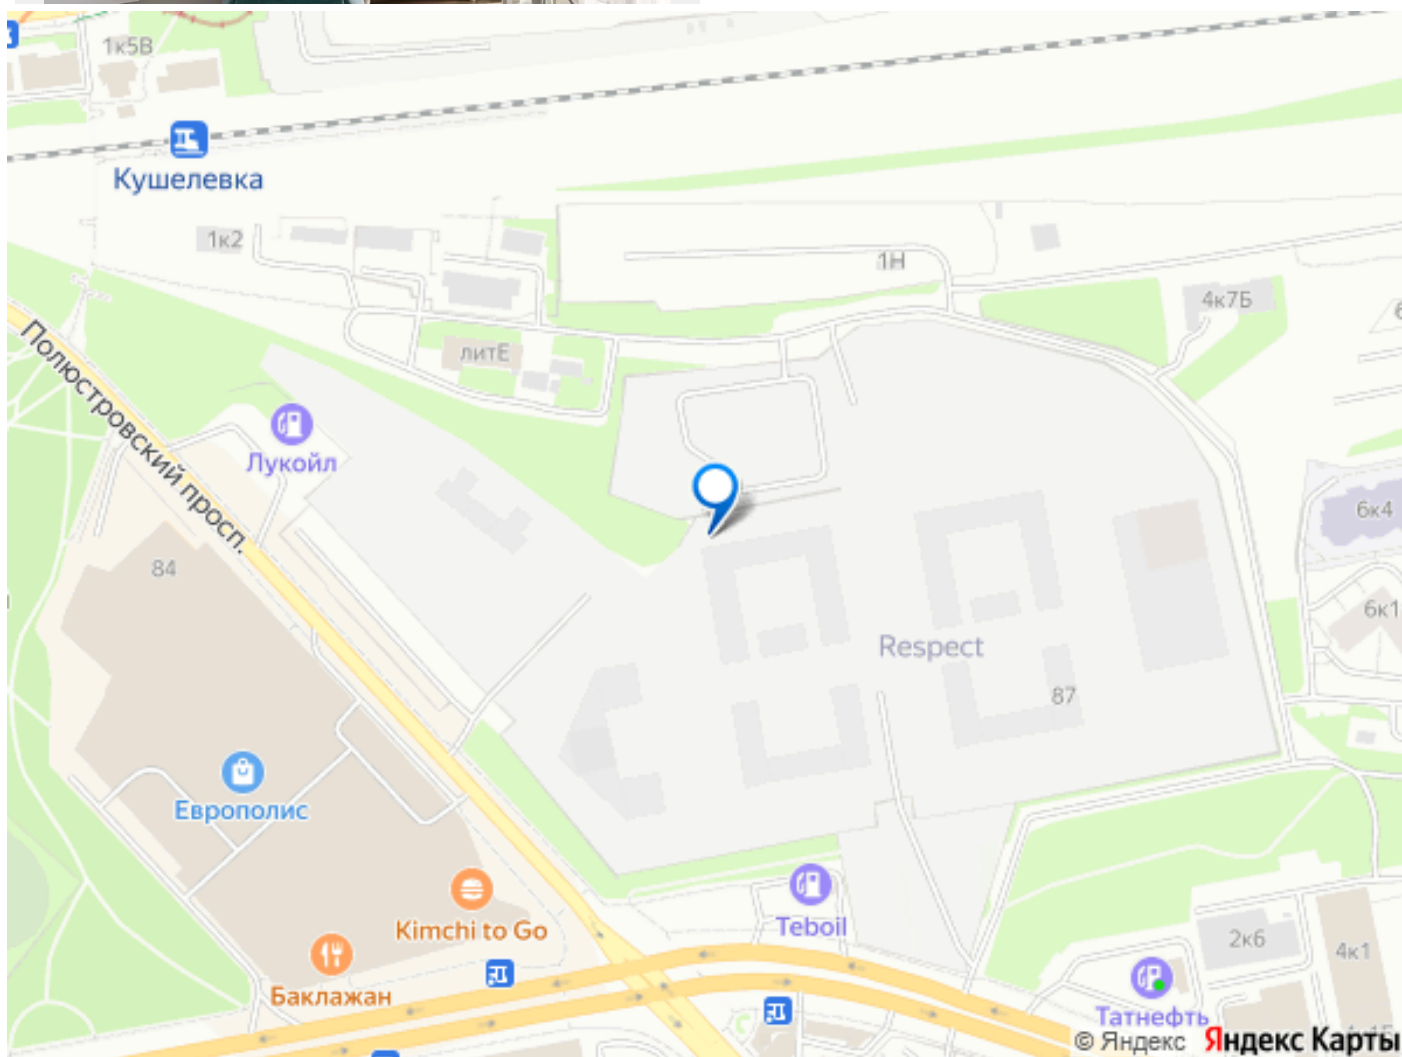 1к5В
Кушелевка
1к2
1Н
4к7Б
литЕ
Полюстровский просп.
Лукойл
6к4
84
6к1
Respect
87
Европолис
Kimchi to Go
Teboil
2к6
4к1
Баклажан
Татнефть
© Яндекс Яндекс Карты